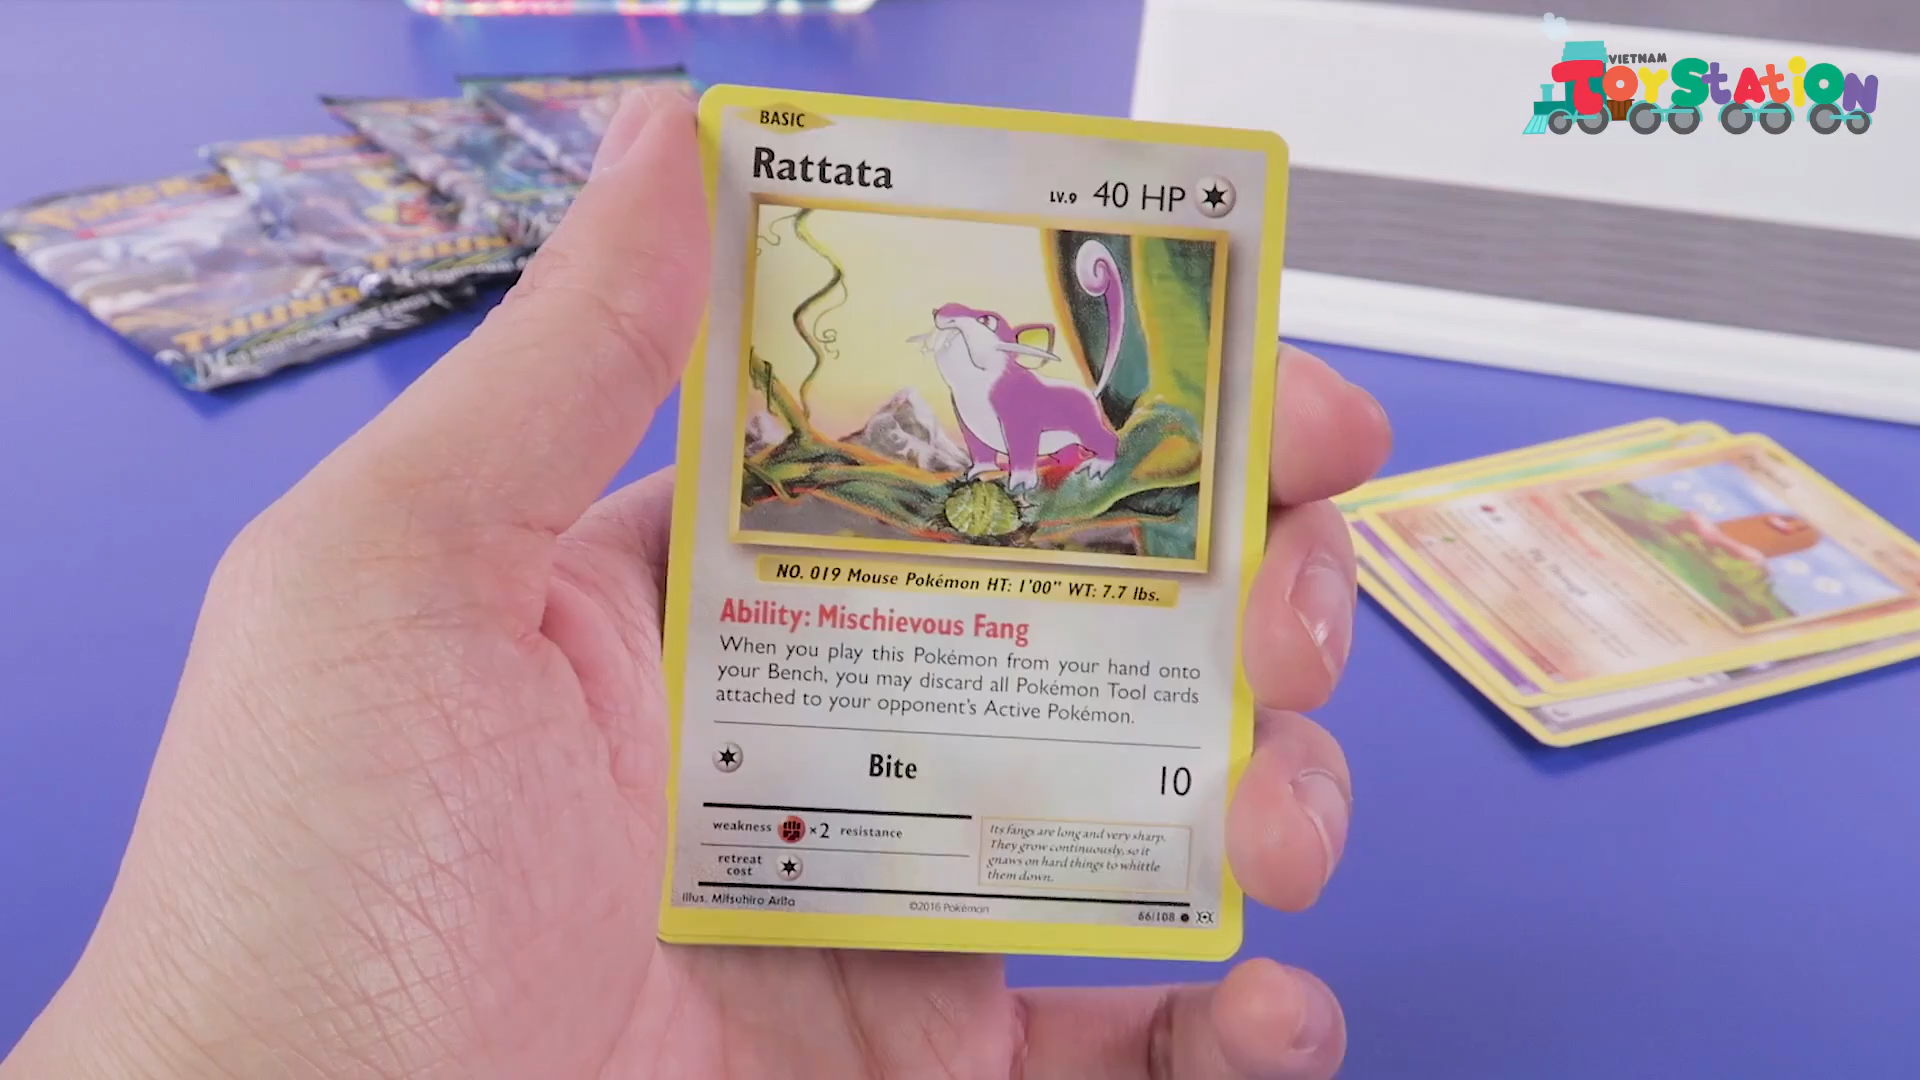 VIETNAM
ToyStation
BASIC
Rattata
LV.9 40 HP
NO. 019 Mouse Pokémon HT: 1'00" WT: 7.7 lbs.
Ability: Mischievous Fang
When you play this Pokémon from your hand onto
your Bench, you may discard all Pokémon Tool cards
attached to your opponent's Active Pokémon.
Bite 10
weakness ×2 resistance
retreat
cost
Its fangs are long and very sharp.
They grow continuously, so it
gnaws on hard things to whittle
them down.
Illus. Mitsuhiro Arita
©2016 Pokémon
66/108
THUND
THUN